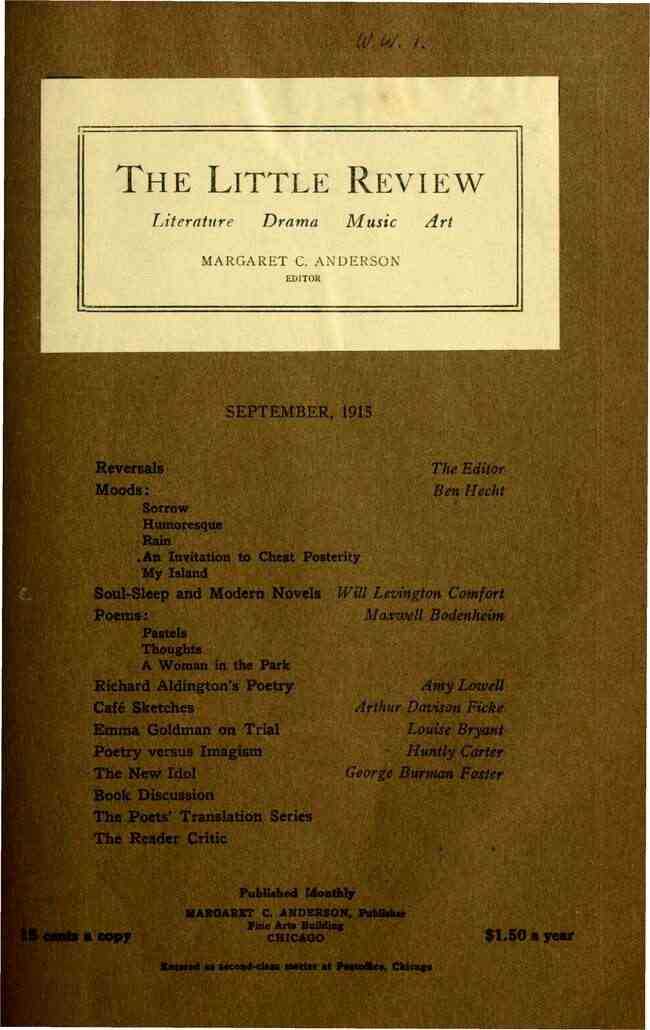 W.W. 1.
THE LITTLE REVIEW
Literature Drama Music Art
MARGARET C. ANDERSON
EDITOR
SEPTEMBER, 1915
Reversals The Editor
Moods: Ben Hecht
Sorrow
Humoresque
Rain
An Invitation to Cheat Posterity
My Island
Soul-Sleep and Modern Novels Will Levington Comfort
Poems: Maxwell Bodenheim
Pastels
Thoughts
A Woman in the Park
Richard Aldington's Poetry Amy Lowell
Café Sketches Arthur Davison Ficke
Emma Goldman on Trial Louise Bryant
Poetry versus Imagism Huntly Carter
The New Idol George Burman Foster
Book Discussion
The Poets' Translation Series
The Reader Critic
Published Monthly
MARGARET C. ANDERSON, Publisher
Fine Arts Building
15 cents a copy CHICAGO $1.50 a year
Entered as second-class matter at Postoffice, Chicago